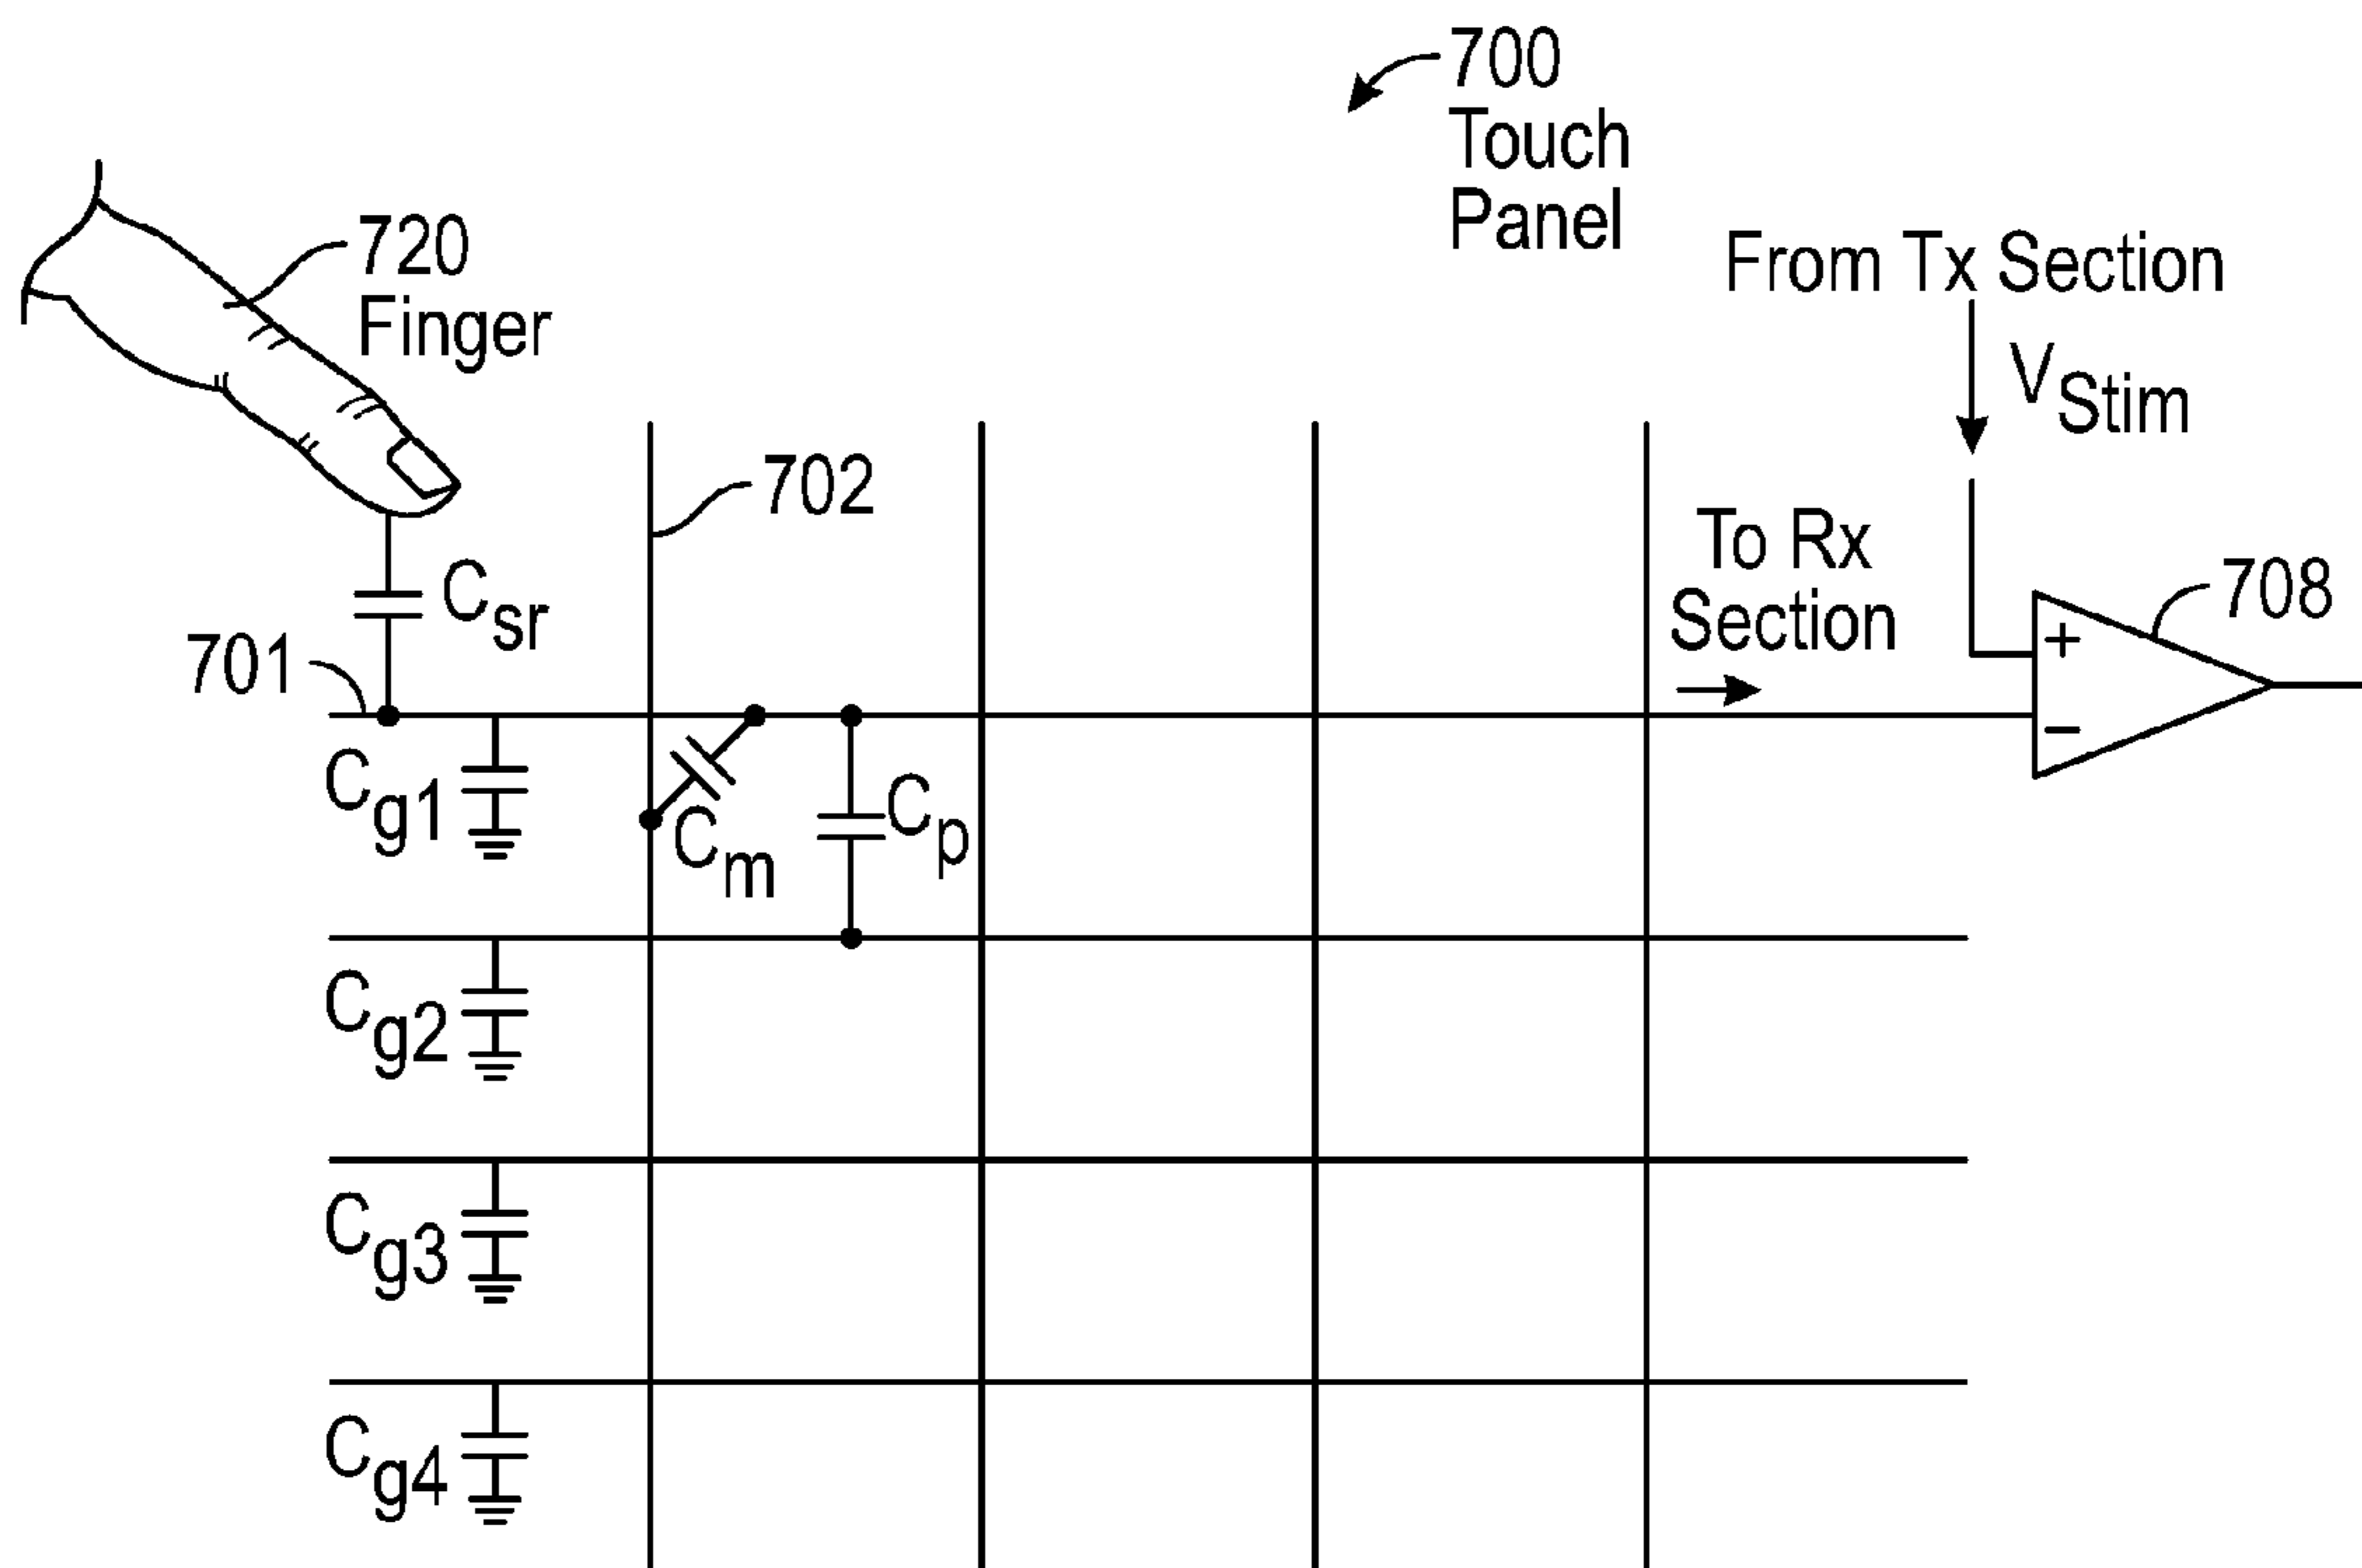 700
Touch
Panel
720
Finger
From Tx Section
VStim
702
To Rx
Section
708
Csr
701
+
−
Cg1
Cm
Cp
Cg2
Cg3
Cg4